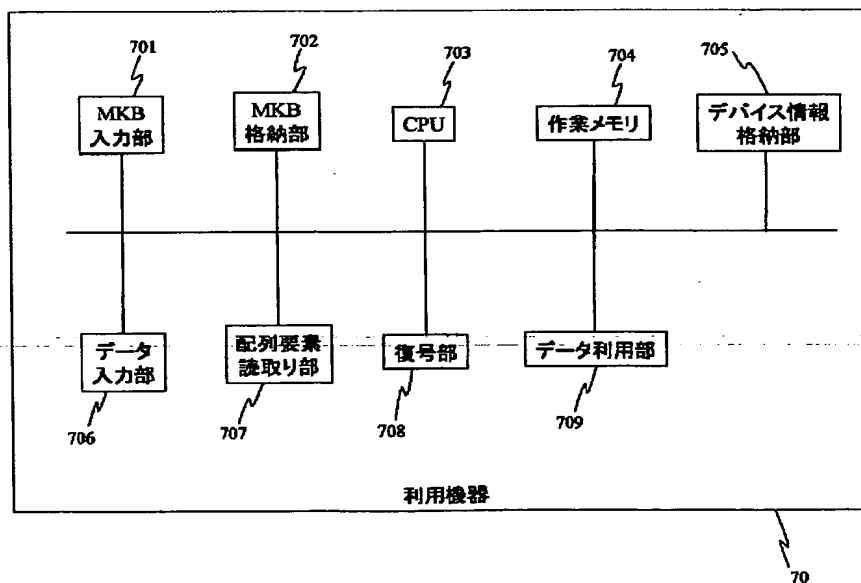 701
702
703
704
705
MKB
入力部
MKB
格納部
CPU
作業メモリ
デバイス情報
格納部
データ
入力部
配列要素
読取り部
復号部
データ利用部
706
707
708
709
利用機器
70